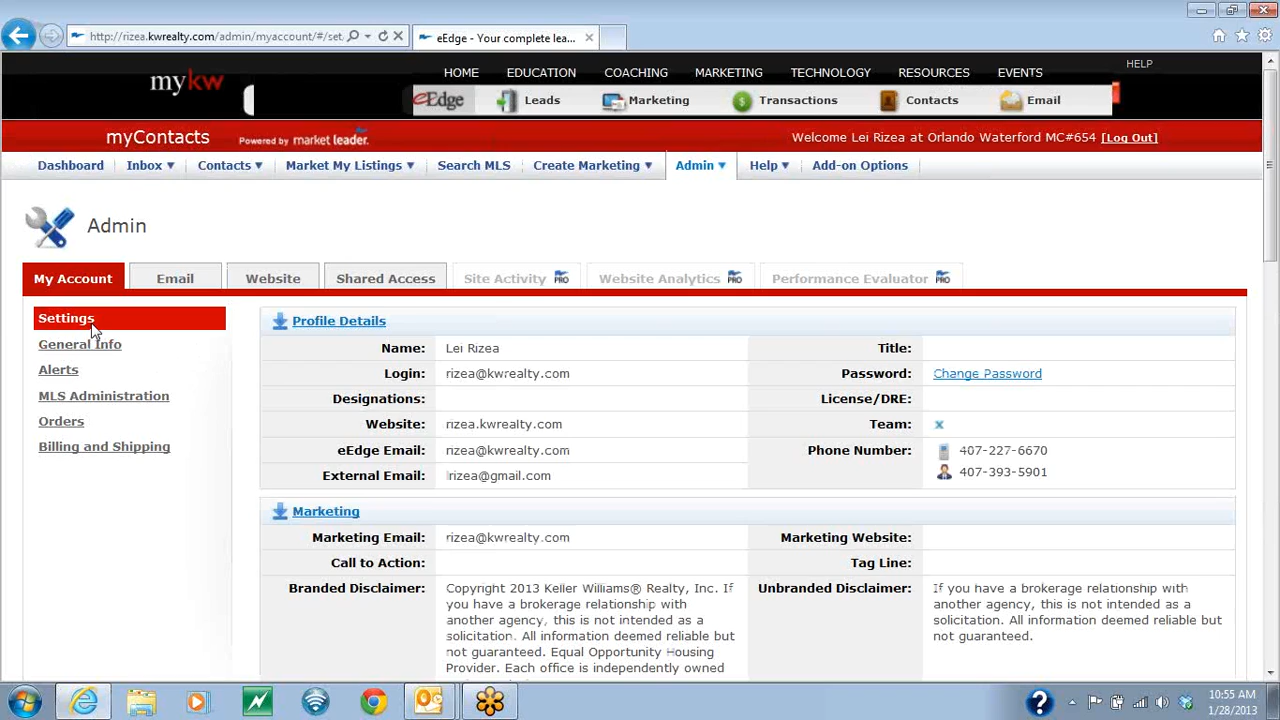 http://rizea.kwrealty.com/admin/myaccount/#/set
eEdge - Your complete lea...
mykw
HOME EDUCATION COACHING MARKETING TECHNOLOGY RESOURCES EVENTS HELP
eEdge Leads Marketing Transactions Contacts Email
myContacts Powered by market leader. Welcome Lei Rizea at Orlando Waterford MC#654 [Log Out]
Dashboard Inbox Contacts Market My Listings Search MLS Create Marketing Admin Help Add-on Options
Admin
My Account Email Website Shared Access Site Activity PRO Website Analytics PRO Performance Evaluator PRO
Settings
General Info
Alerts
MLS Administration
Orders
Billing and Shipping
Profile Details
Name: Lei Rizea Title:
Login: rizea@kwrealty.com Password: Change Password
Designations: License/DRE:
Website: rizea.kwrealty.com Team:
eEdge Email: rizea@kwrealty.com Phone Number: 407-227-6670
External Email: lrizea@gmail.com 407-393-5901
Marketing
Marketing Email: rizea@kwrealty.com Marketing Website:
Call to Action: Tag Line:
Branded Disclaimer: Copyright 2013 Keller Williams® Realty, Inc. If
you have a brokerage relationship with
another agency, this is not intended as a
solicitation. All information deemed reliable but
not guaranteed. Equal Opportunity Housing
Provider. Each office is independently owned
Unbranded Disclaimer: If you have a brokerage relationship with
another agency, this is not intended as a
solicitation. All information deemed reliable but
not guaranteed.
10:55 AM
1/28/2013